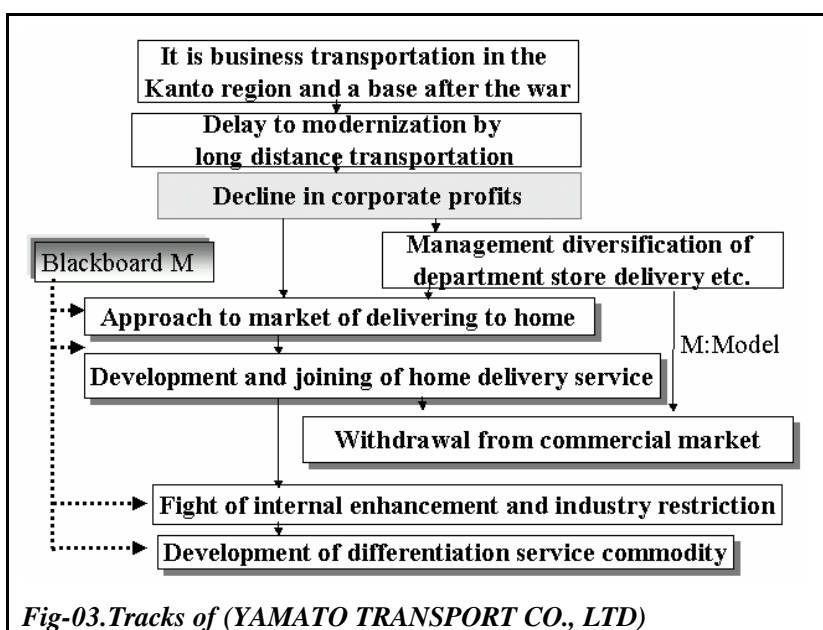 It is business transportation in the
Kanto region and a base after the war
Delay to modernization by
long distance transportation
Decline in corporate profits
Management diversification of
department store delivery etc.
Blackboard M
Approach to market of delivering to home
M:Model
Development and joining of home delivery service
Withdrawal from commercial market
Fight of internal enhancement and industry restriction
Development of differentiation service commodity
Fig-03.Tracks of (YAMATO TRANSPORT CO., LTD)